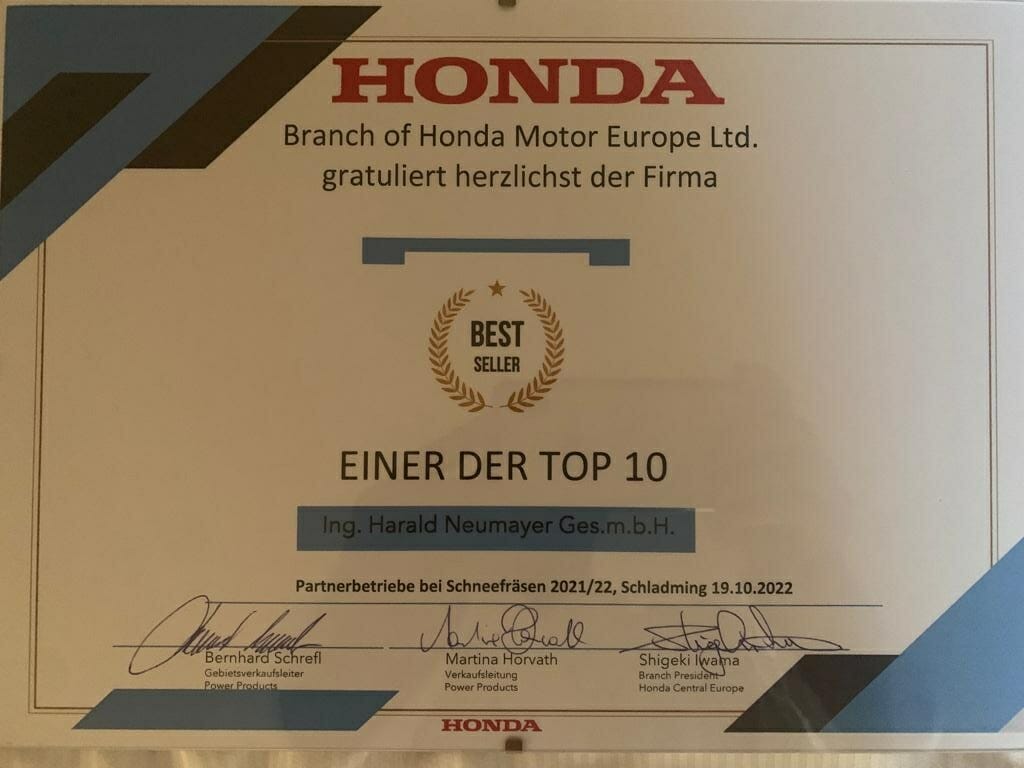 HONDA
Branch of Honda Motor Europe Ltd.
gratuliert herzlichst der Firma
BEST
SELLER
EINER DER TOP 10
Ing. Harald Neumayer Ges.m.b.H.
Partnerbetriebe bei Schneefräsen 2021/22, Schladming 19.10.2022
Bernhard Schrefl
Gebietsverkaufsleiter
Power Products
Martina Horvath
Verkaufsleitung
Power Products
Shigeki Iwama
Branch President
Honda Central Europe
HONDA